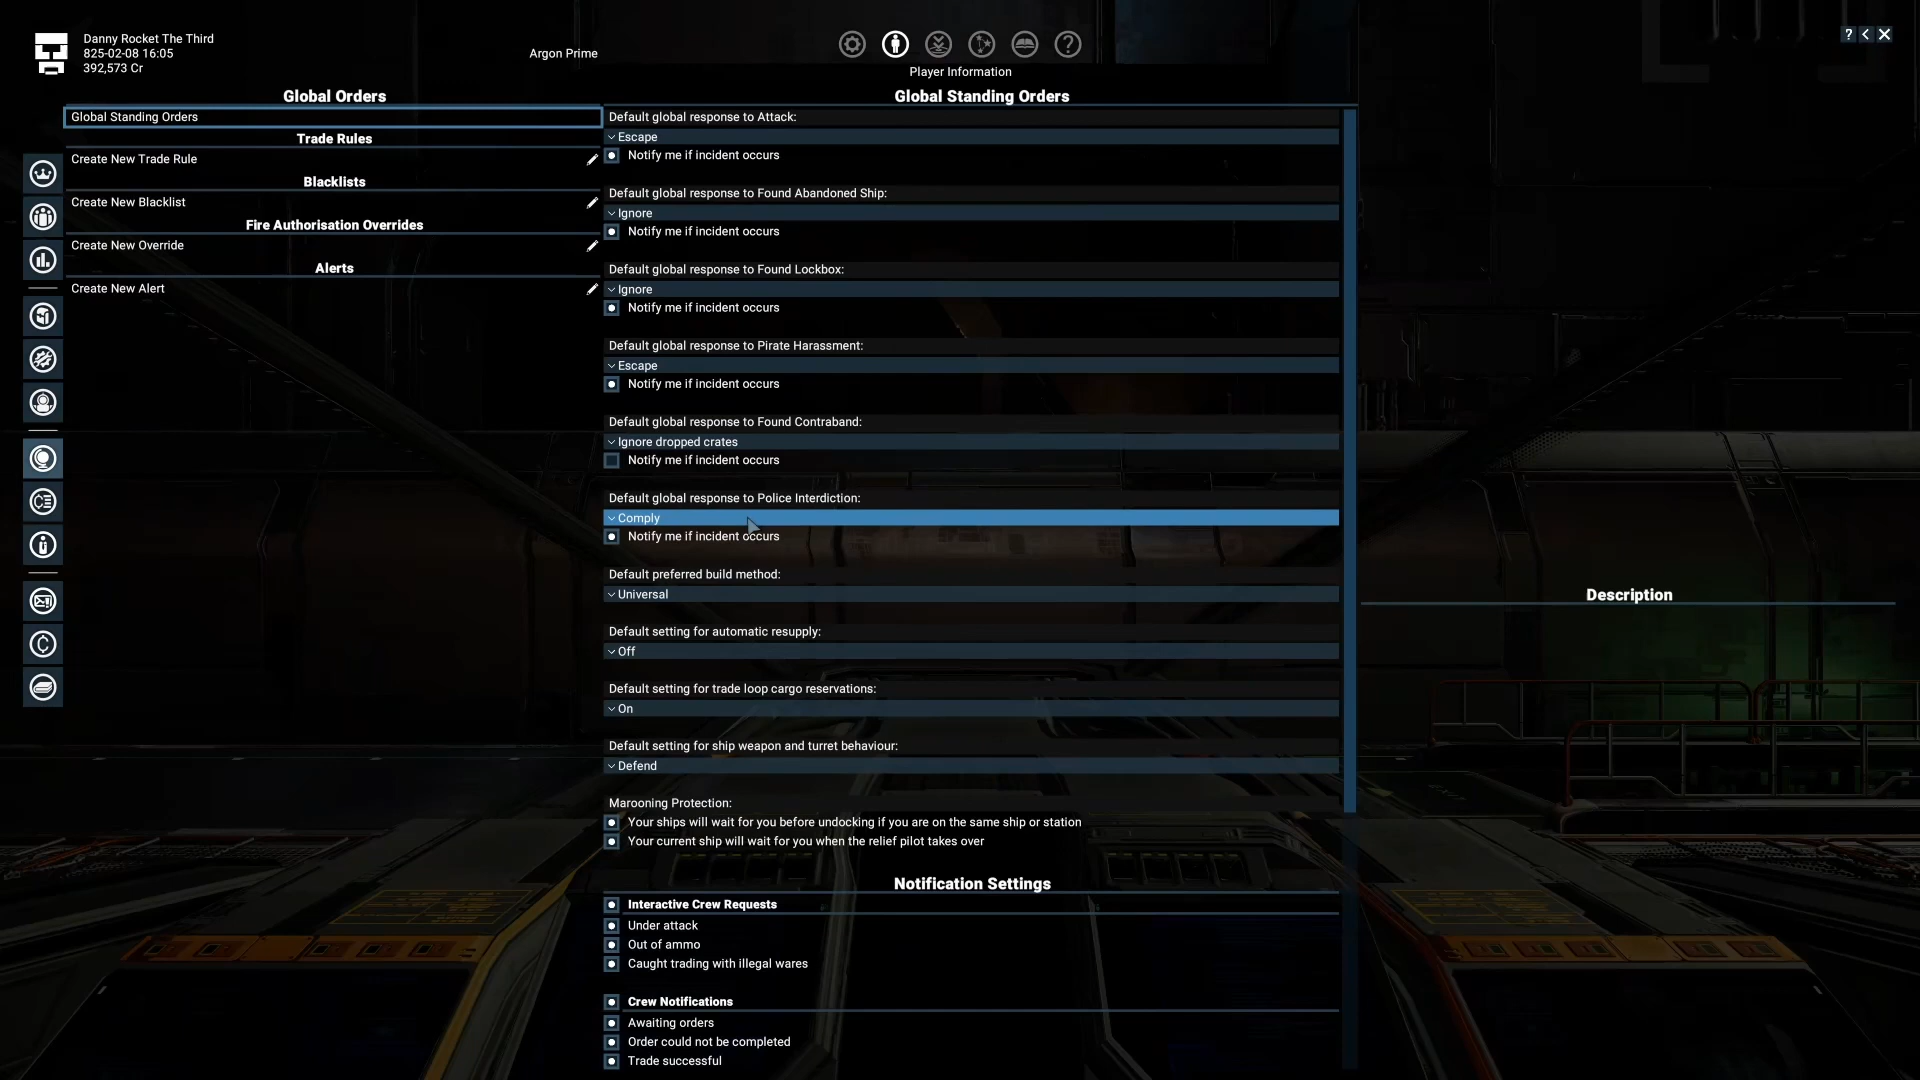 Danny Rocket The Third
825-02-08 16:05
392,573 Cr
Argon Prime
Player Information
? < X
Global Orders
Global Standing Orders
Trade Rules
Create New Trade Rule
Blacklists
Create New Blacklist
Fire Authorisation Overrides
Create New Override
Alerts
Create New Alert
Global Standing Orders
Default global response to Attack:
Escape
Notify me if incident occurs
Default global response to Found Abandoned Ship:
Ignore
Notify me if incident occurs
Default global response to Found Lockbox:
Ignore
Notify me if incident occurs
Default global response to Pirate Harassment:
Escape
Notify me if incident occurs
Default global response to Found Contraband:
Ignore dropped crates
Notify me if incident occurs
Default global response to Police Interdiction:
Comply
Notify me if incident occurs
Default preferred build method:
Universal
Default setting for automatic resupply:
Off
Default setting for trade loop cargo reservations:
On
Default setting for ship weapon and turret behaviour:
Defend
Marooning Protection:
Your ships will wait for you before undocking if you are on the same ship or station
Your current ship will wait for you when the relief pilot takes over
Notification Settings
Interactive Crew Requests
Under attack
Out of ammo
Caught trading with illegal wares
Crew Notifications
Awaiting orders
Order could not be completed
Trade successful
Description